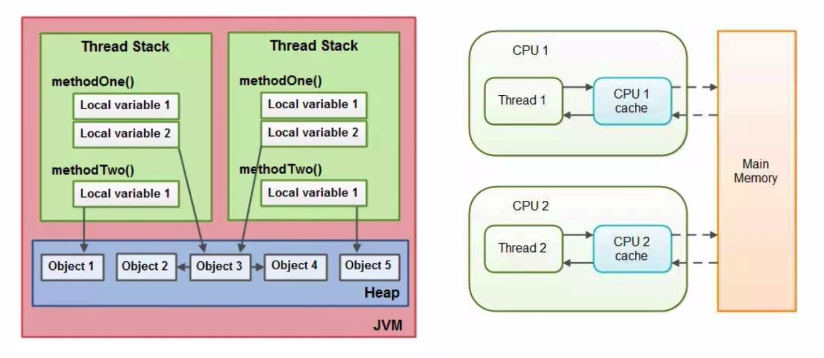 Thread Stack
methodOne()
Local variable 1
Local variable 2
methodTwo()
Local variable 1
Thread Stack
methodOne()
Local variable 1
Local variable 2
methodTwo()
Local variable 1
Object 1
Object 2
Object 3
Object 4
Object 5
Heap
JVM
CPU 1
Thread 1
CPU 1
cache
CPU 2
Thread 2
CPU 2
cache
Main
Memory